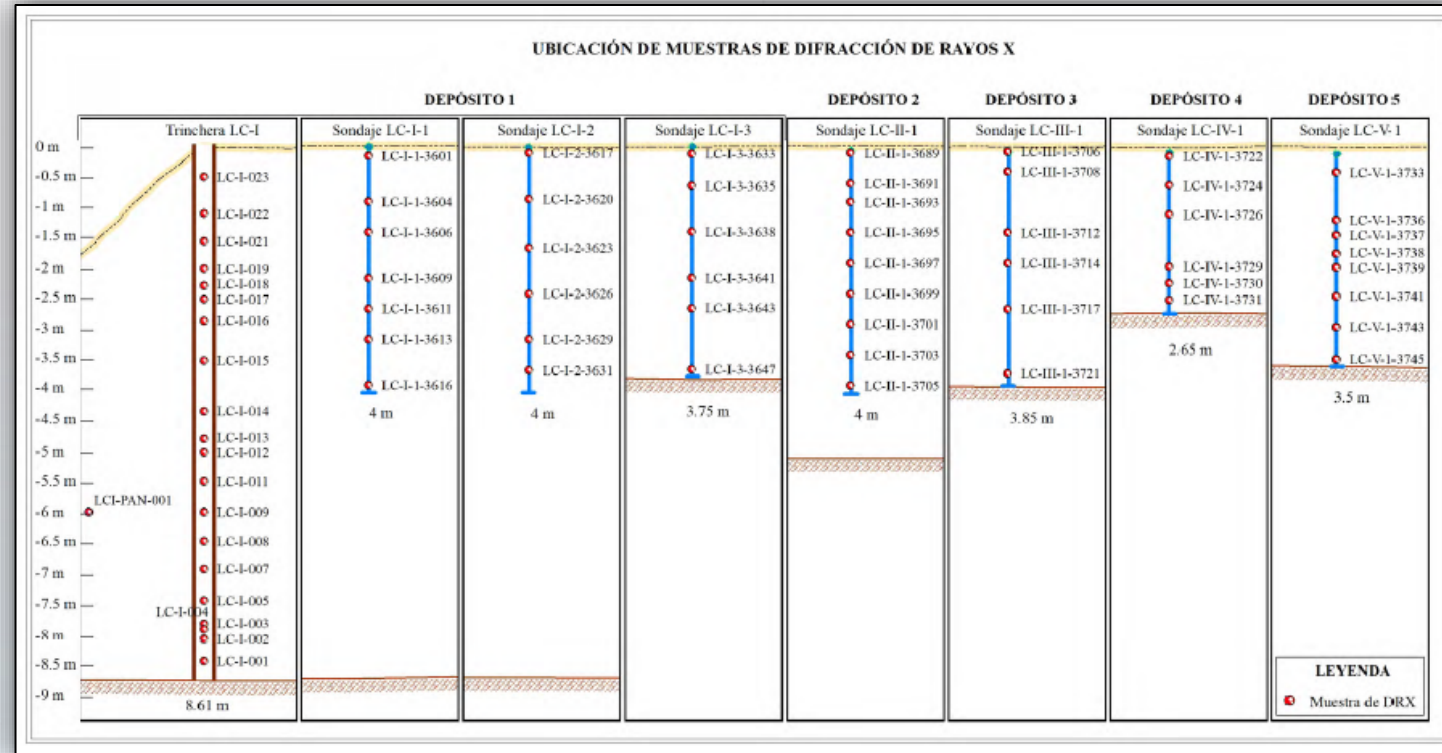 UBICACIÓN DE MUESTRAS DE DIFRACCIÓN DE RAYOS X
DEPÓSITO 1
DEPÓSITO 2
DEPÓSITO 3
DEPÓSITO 4
DEPÓSITO 5
Trinchera LC-I
Sondaje LC-I-1
Sondaje LC-I-2
Sondaje LC-I-3
Sondaje LC-II-1
Sondaje LC-III-1
Sondaje LC-IV-1
Sondaje LC-V-1
0 m
-0.5 m
-1 m
-1.5 m
-2 m
-2.5 m
-3 m
-3.5 m
-4 m
-4.5 m
-5 m
-5.5 m
-6 m
-6.5 m
-7 m
-7.5 m
-8 m
-8.5 m
-9 m
LCI-PAN-001
LC-I-023
LC-I-022
LC-I-021
LC-I-019
LC-I-018
LC-I-017
LC-I-016
LC-I-015
LC-I-014
LC-I-013
LC-I-012
LC-I-011
LC-I-009
LC-I-008
LC-I-007
LC-I-005
LC-I-004
LC-I-003
LC-I-002
LC-I-001
8.61 m
LC-I-1-3601
LC-I-1-3604
LC-I-1-3606
LC-I-1-3609
LC-I-1-3611
LC-I-1-3613
LC-I-1-3616
4 m
LC-I-2-3617
LC-I-2-3620
LC-I-2-3623
LC-I-2-3626
LC-I-2-3629
LC-I-2-3631
4 m
LC-I-3-3633
LC-I-3-3635
LC-I-3-3638
LC-I-3-3641
LC-I-3-3643
LC-I-3-3647
3.75 m
LC-II-1-3689
LC-II-1-3691
LC-II-1-3693
LC-II-1-3695
LC-II-1-3697
LC-II-1-3699
LC-II-1-3701
LC-II-1-3703
LC-II-1-3705
4 m
LC-III-1-3706
LC-III-1-3708
LC-III-1-3712
LC-III-1-3714
LC-III-1-3717
LC-III-1-3721
3.85 m
LC-IV-1-3722
LC-IV-1-3724
LC-IV-1-3726
LC-IV-1-3729
LC-IV-1-3730
LC-IV-1-3731
2.65 m
LC-V-1-3733
LC-V-1-3736
LC-V-1-3737
LC-V-1-3738
LC-V-1-3739
LC-V-1-3741
LC-V-1-3743
LC-V-1-3745
3.5 m
LEYENDA
Muestra de DRX